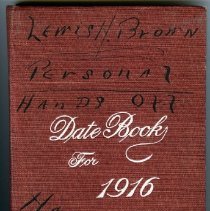 Lewis H. Brown
Personal
Hands Off
Date Book
For
1916